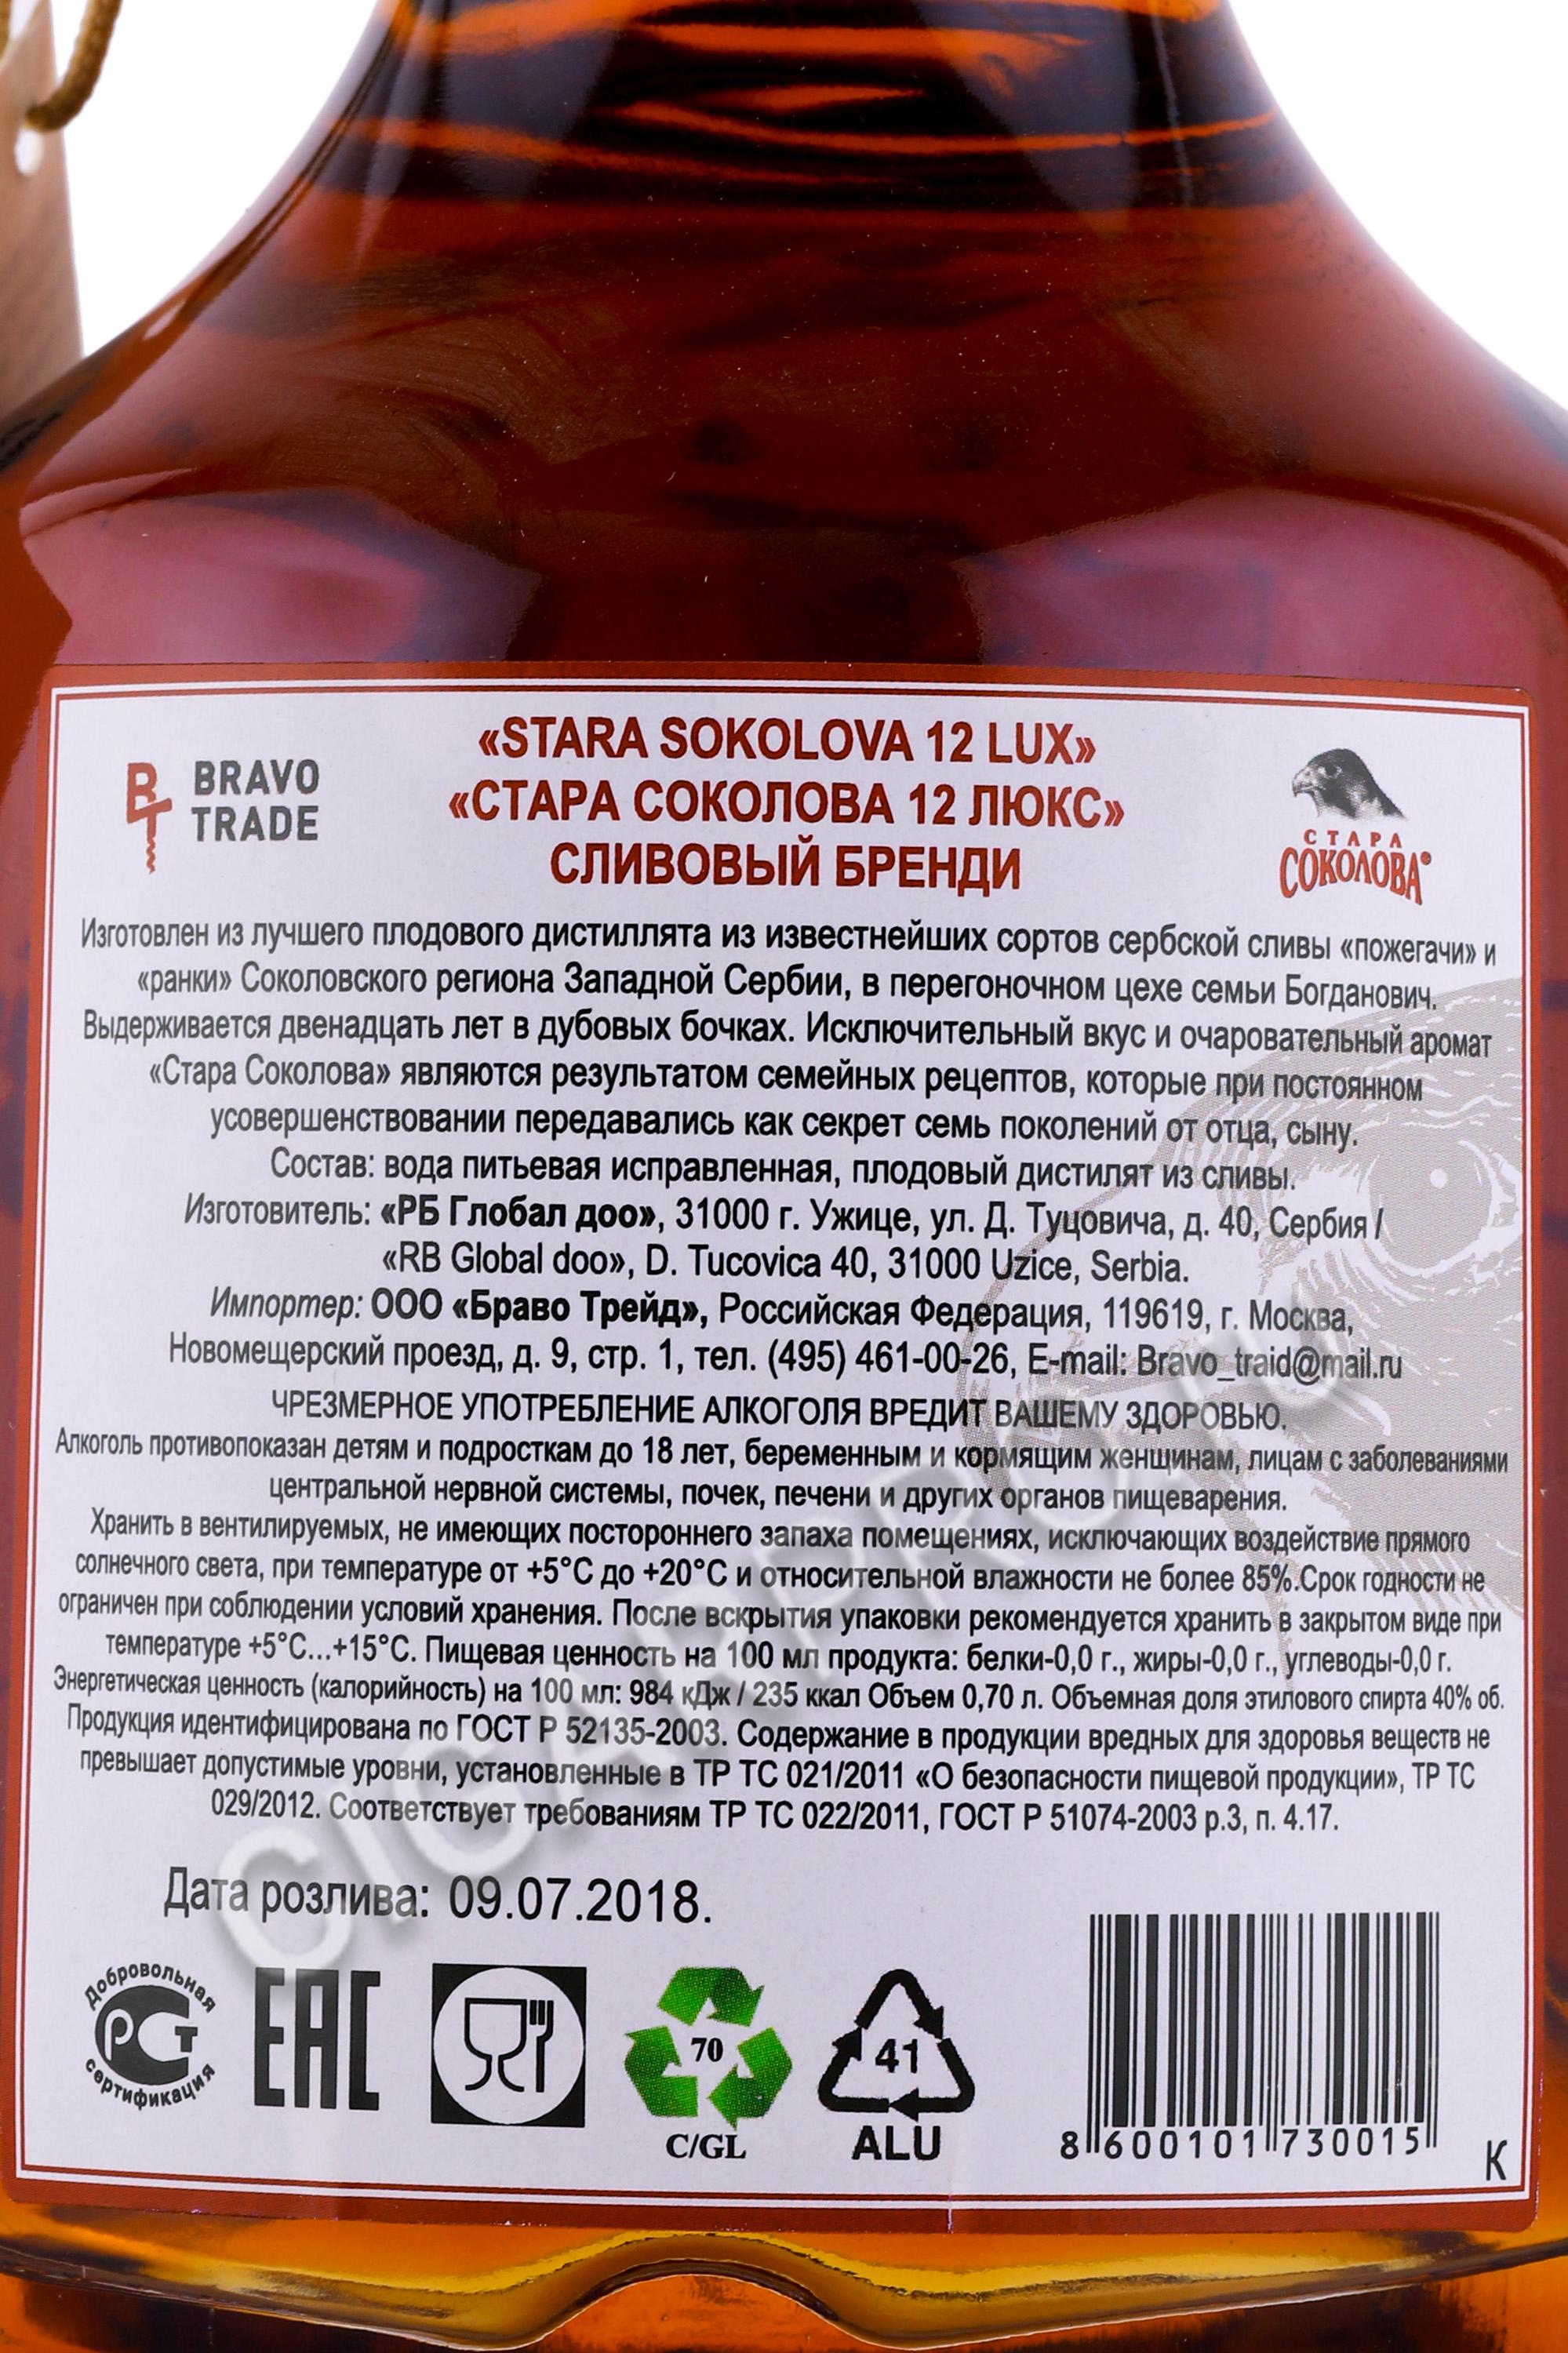 «STARA SOKOLOVA 12 LUX»
«СТАРА СОКОЛОВА 12 ЛЮКС»
СЛИВОВЫЙ БРЕНДИ
BT
BRAVO
TRADE
СТАРА
СОКОЛОВА®
Изготовлен из лучшего плодового дистиллята из известнейших сортов сербской сливы «пожегачи» и
«ранки» Соколовского региона Западной Сербии, в перегоночном цехе семьи Богданович.
Выдерживается двенадцать лет в дубовых бочках. Исключительный вкус и очаровательный аромат
«Стара Соколова» являются результатом семейных рецептов, которые при постоянном
усовершенствовании передавались как секрет семь поколений от отца, сыну.
Состав: вода питьевая исправленная, плодовый дистилят из сливы.
Изготовитель: «РБ Глобал доо», 31000 г. Ужице, ул. Д. Туцовича, д. 40, Сербия /
«RB Global doo», D. Tucovica 40, 31000 Uzice, Serbia.
Импортер: ООО «Браво Трейд», Российская Федерация, 119619, г. Москва,
Новомещерский проезд, д. 9, стр. 1, тел. (495) 461-00-26, E-mail: Bravo_traid@mail.ru
ЧРЕЗМЕРНОЕ УПОТРЕБЛЕНИЕ АЛКОГОЛЯ ВРЕДИТ ВАШЕМУ ЗДОРОВЬЮ.
Алкоголь противопоказан детям и подросткам до 18 лет, беременным и кормящим женщинам, лицам с заболеваниями
центральной нервной системы, почек, печени и других органов пищеварения.
Хранить в вентилируемых, не имеющих постороннего запаха помещениях, исключающих воздействие прямого
солнечного света, при температуре от +5°С до +20°С и относительной влажности не более 85%.Срок годности не
ограничен при соблюдении условий хранения. После вскрытия упаковки рекомендуется хранить в закрытом виде при
температуре +5°С...+15°С. Пищевая ценность на 100 мл продукта: белки-0,0 г., жиры-0,0 г., углеводы-0,0 г.
Энергетическая ценность (калорийность) на 100 мл: 984 кДж / 235 ккал Объем 0,70 л. Объемная доля этилового спирта 40% об.
Продукция идентифицирована по ГОСТ Р 52135-2003. Содержание в продукции вредных для здоровья веществ не
превышает допустимые уровни, установленные в ТР ТС 021/2011 «О безопасности пищевой продукции», ТР ТС
029/2012. Соответствует требованиям ТР ТС 022/2011, ГОСТ Р 51074-2003 р.3, п. 4.17.
CIGARPRO.RU
Дата розлива: 09.07.2018.
Добровольная
РСТ
сертификация
ЕАС
70
C/GL
41
ALU
8 600101 730015
К